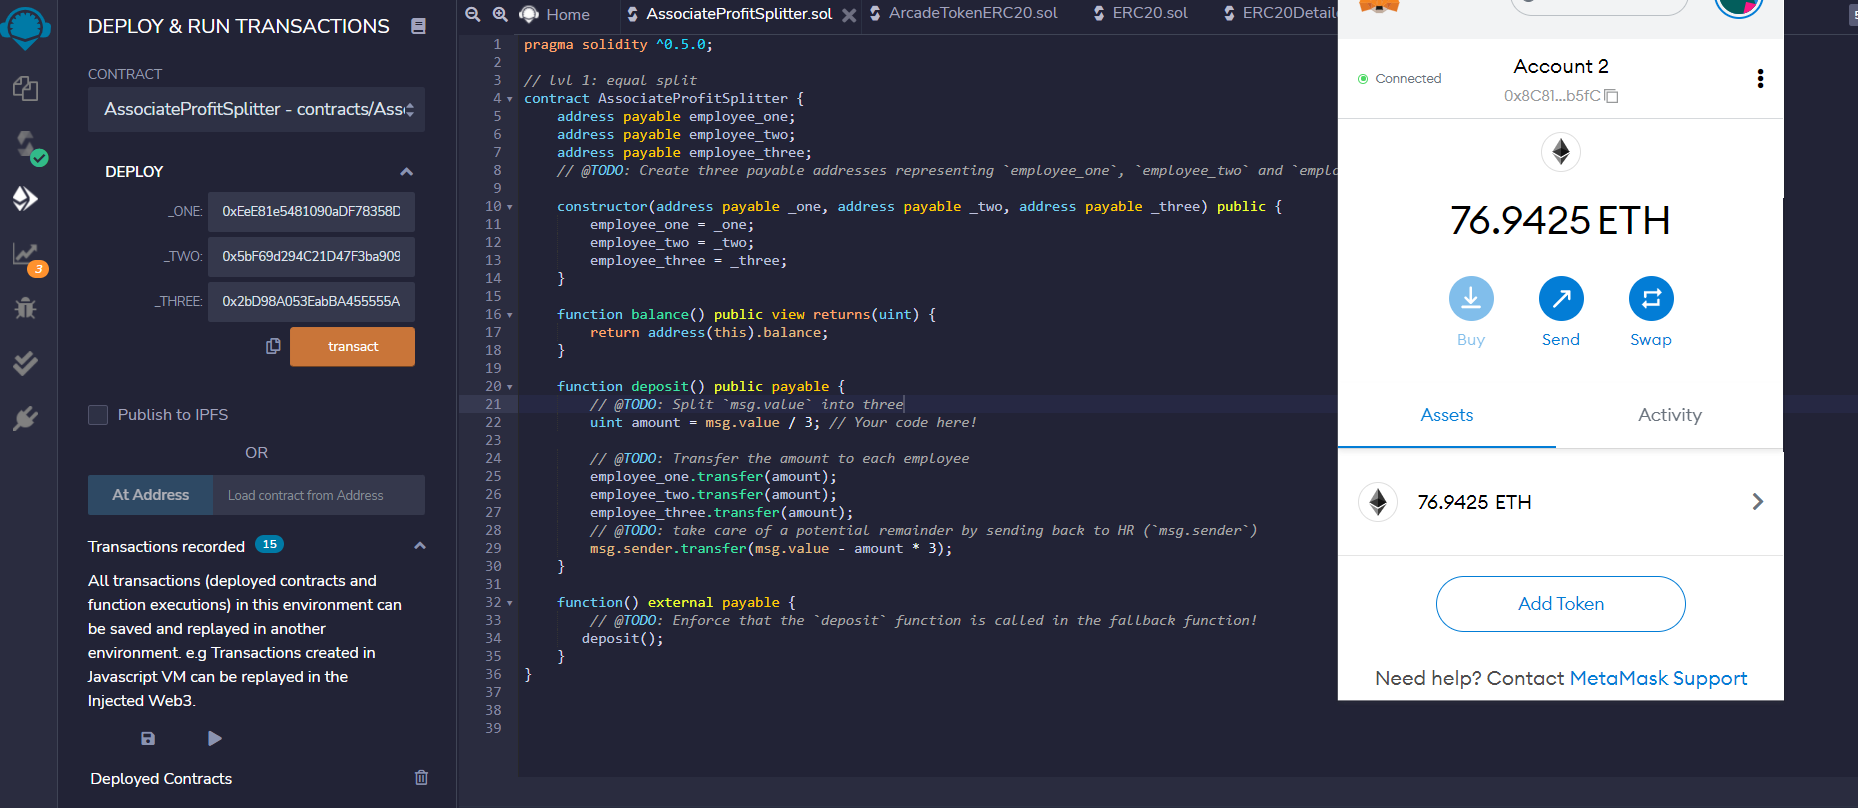 DEPLOY & RUN TRANSACTIONS
CONTRACT
AssociateProfitSplitter - contracts/Ass
DEPLOY
_ONE: 0xEeE81e5481090aDF78358D
_TWO: 0x5bF69d294C21D47F3ba909
_THREE: 0x2bD98A053EabBA455555A
transact
Publish to IPFS
OR
At Address Load contract from Address
Transactions recorded 15
All transactions (deployed contracts and
function executions) in this environment can
be saved and replayed in another
environment. e.g Transactions created in
Javascript VM can be replayed in the
Injected Web3.
Deployed Contracts
3
Home AssociateProfitSplitter.sol ArcadeTokenERC20.sol ERC20.sol ERC20Detaile
1 pragma solidity ^0.5.0;
2
3 // lvl 1: equal split
4 contract AssociateProfitSplitter {
5 address payable employee_one;
6 address payable employee_two;
7 address payable employee_three;
8 // @TODO: Create three payable addresses representing `employee_one`, `employee_two` and `emplo
9
10 constructor(address payable _one, address payable _two, address payable _three) public {
11 employee_one = _one;
12 employee_two = _two;
13 employee_three = _three;
14 }
15
16 function balance() public view returns(uint) {
17 return address(this).balance;
18 }
19
20 function deposit() public payable {
21 // @TODO: Split `msg.value` into three
22 uint amount = msg.value / 3; // Your code here!
23
24 // @TODO: Transfer the amount to each employee
25 employee_one.transfer(amount);
26 employee_two.transfer(amount);
27 employee_three.transfer(amount);
28 // @TODO: take care of a potential remainder by sending back to HR (`msg.sender`)
29 msg.sender.transfer(msg.value - amount * 3);
30 }
31
32 function() external payable {
33 // @TODO: Enforce that the `deposit` function is called in the fallback function!
34 deposit();
35 }
36 }
37
38
39
Connected
Account 2
0x8C81...b5fC
76.9425 ETH
Buy Send Swap
Assets Activity
76.9425 ETH
Add Token
Need help? Contact MetaMask Support